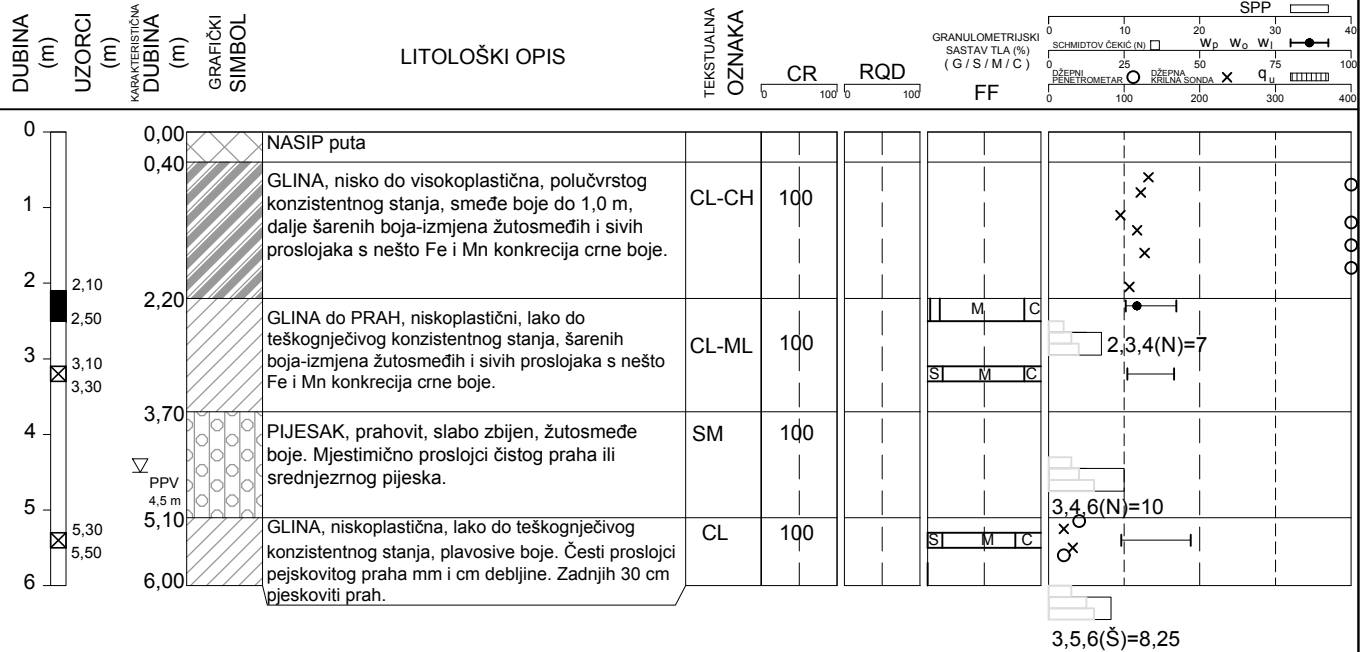 DUBINA (m)
UZORCI (m)
KARAKTERISTIČNA DUBINA (m)
GRAFIČKI SIMBOL
LITOLOŠKI OPIS
TEKSTUALNA OZNAKA
CR
0 100
RQD
0 100
GRANULOMETRIJSKI
SASTAV TLA (%)
( G / S / M / C )
FF
SPP
0 10 20 30 40
SCHMIDTOV ČEKIĆ (N) Wp Wo Wl
0 25 50 75 100
DŽEPNI PENETROMETAR DŽEPNA KRILNA SONDA qu
0 100 200 300 400
0
1
2
3
4
5
6
2,10
2,50
3,10
3,30
5,30
5,50
0,00
0,40
2,20
3,70
PPV
4,5 m
5,10
6,00
NASIP puta
GLINA, nisko do visokoplastična, polučvrstog
konzistentnog stanja, smeđe boje do 1,0 m,
dalje šarenih boja-izmjena žutosmeđih i sivih
proslojaka s nešto Fe i Mn konkrecija crne boje.
CL-CH
100
GLINA do PRAH, niskoplastični, lako do
teškognječivog konzistentnog stanja, šarenih
boja-izmjena žutosmeđih i sivih proslojaka s nešto
Fe i Mn konkrecija crne boje.
CL-ML
100
M C
S M C
2,3,4(N)=7
PIJESAK, prahovit, slabo zbijen, žutosmeđe
boje. Mjestimično proslojci čistog praha ili
srednjezrnog pijeska.
SM
100
3,4,6(N)=10
GLINA, niskoplastična, lako do teškognječivog
konzistentnog stanja, plavosive boje. Česti proslojci
pejskovitog praha mm i cm debljine. Zadnjih 30 cm
pjeskoviti prah.
CL
100
S M C
3,5,6(Š)=8,25